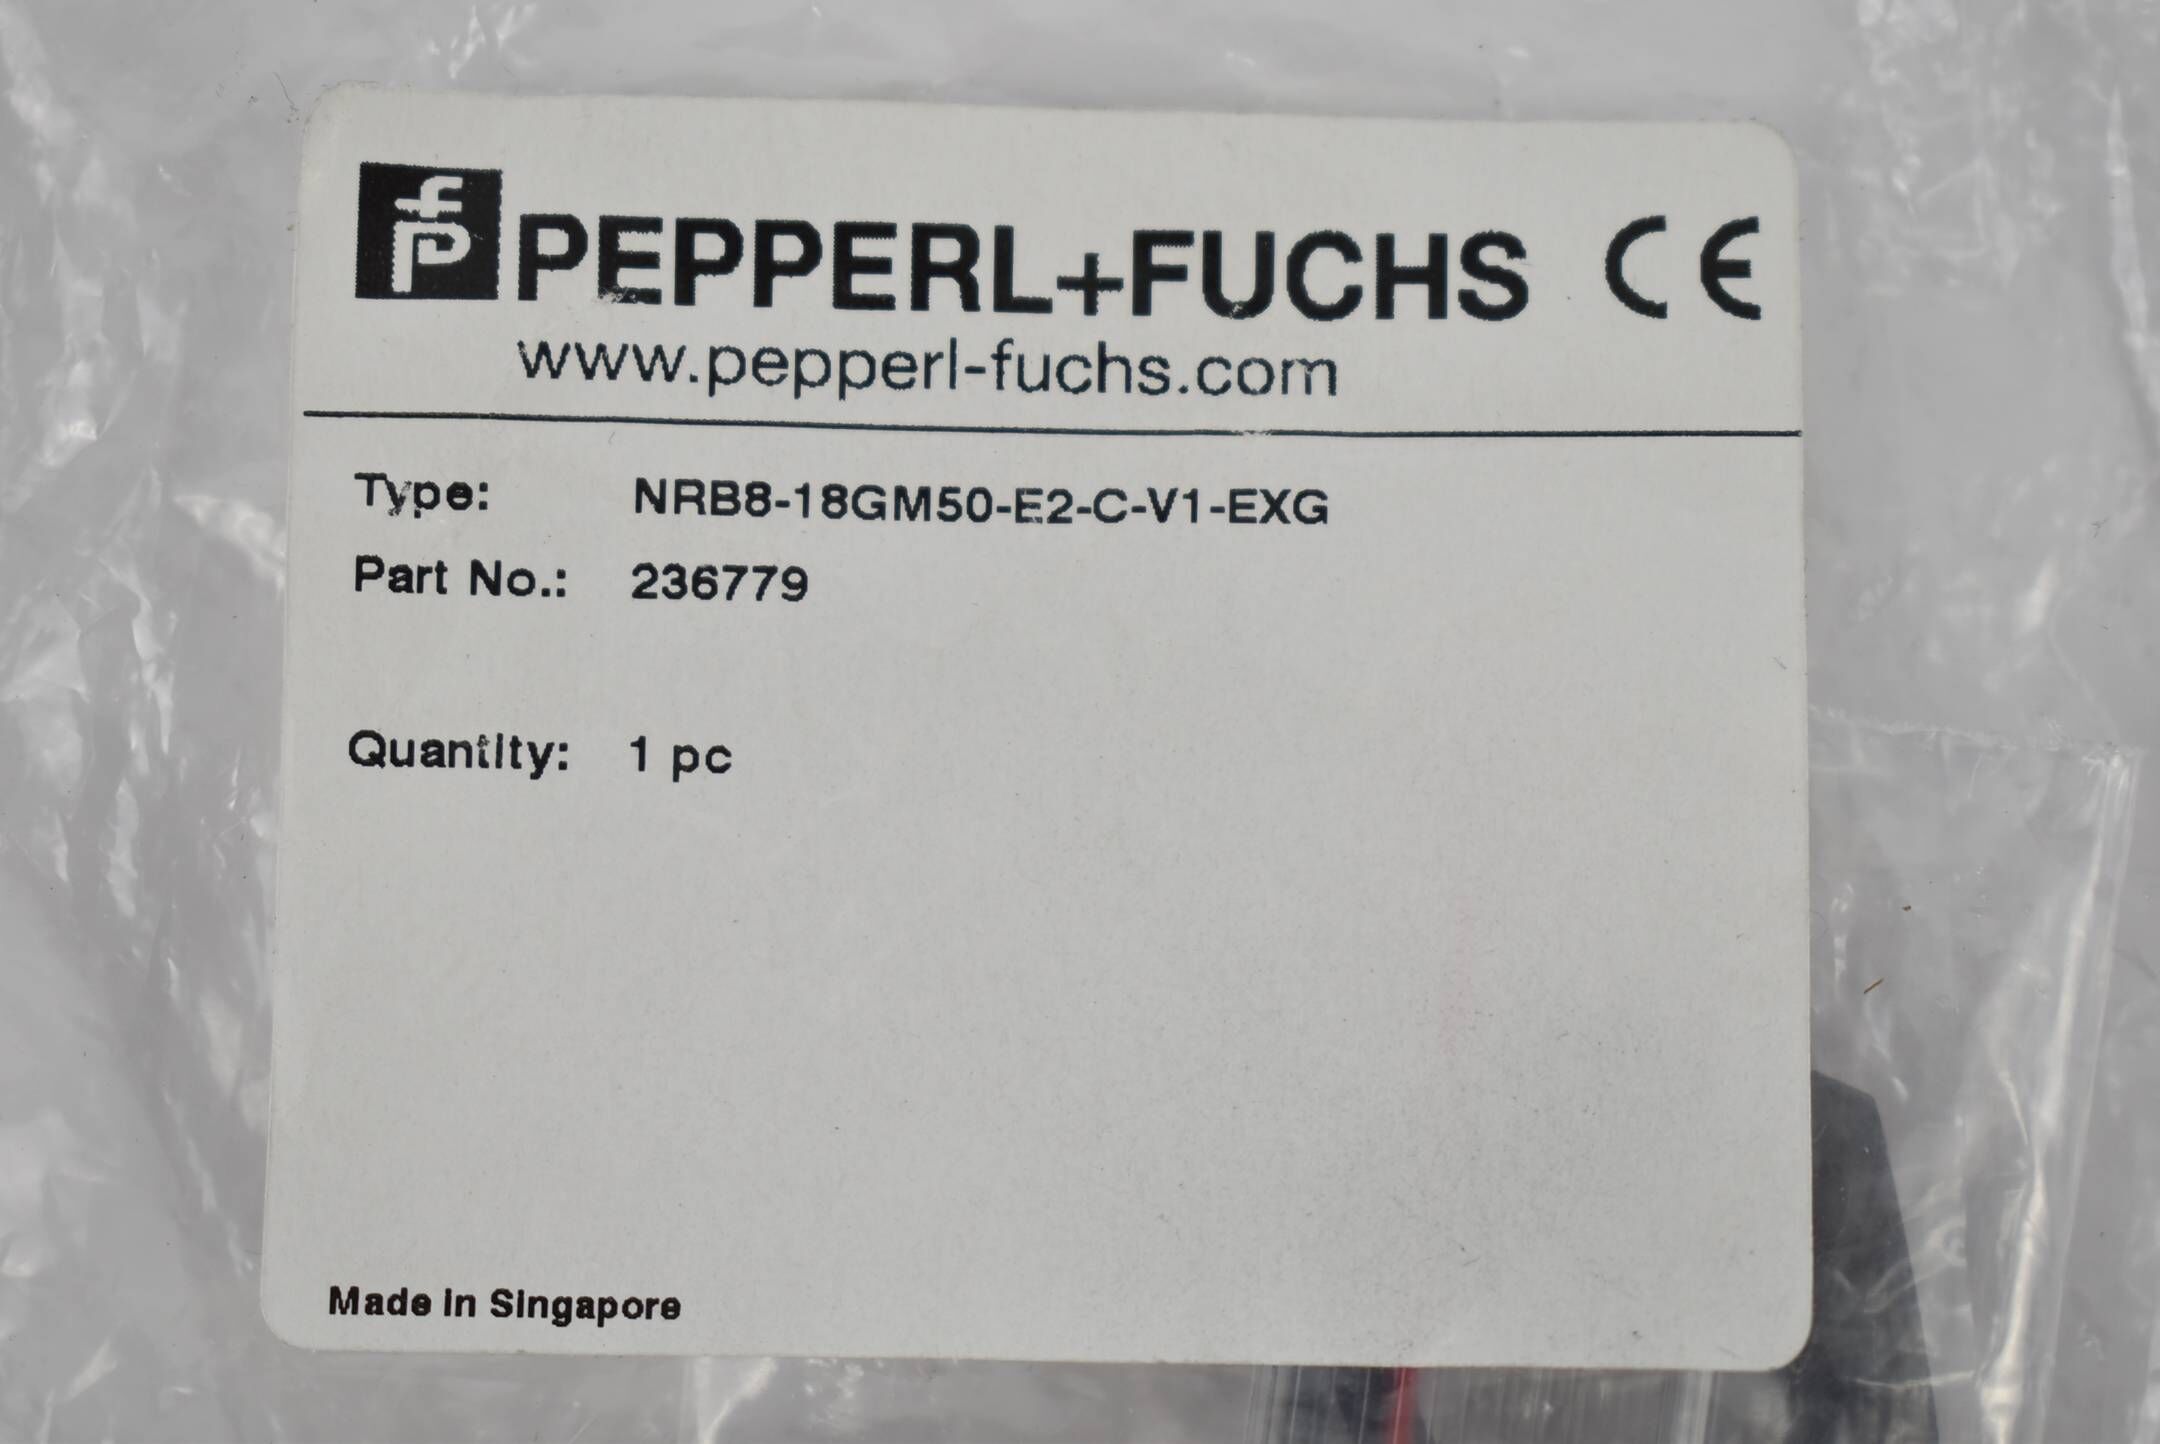 fp PEPPERL+FUCHS CE
www.pepperl-fuchs.com
Type: NRB8-18GM50-E2-C-V1-EXG
Part No.: 236779
Quantity: 1 pc
Made in Singapore